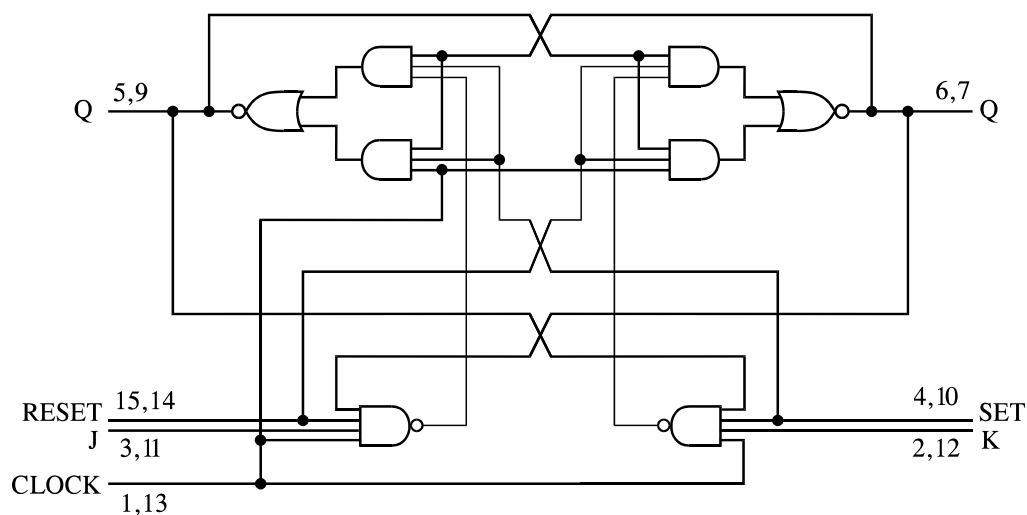 Q 5,9 6,7 Q
RESET 15,14 4,10 SET
J 3,11 2,12 K
CLOCK 1,13